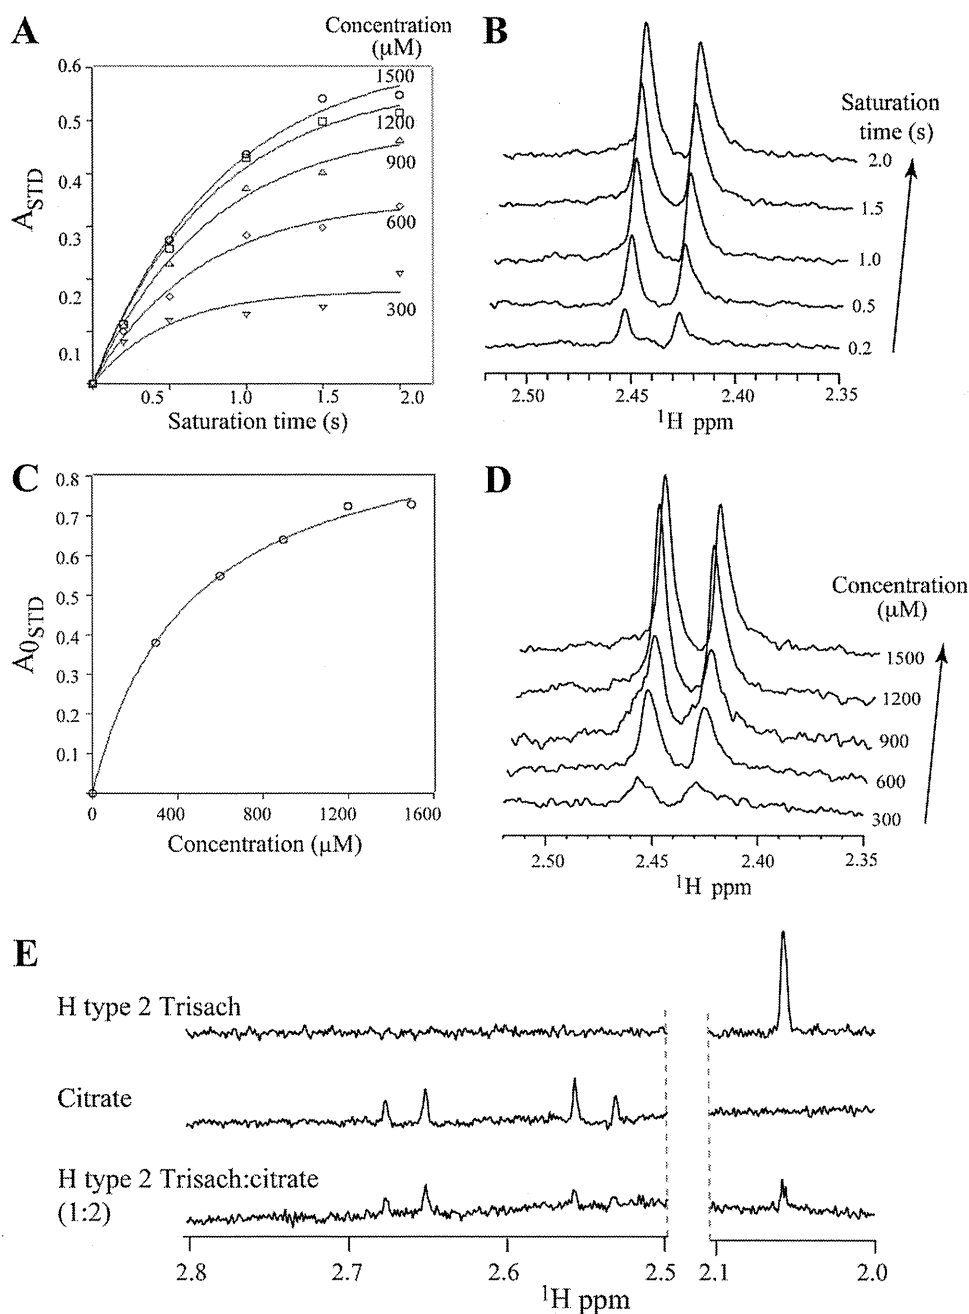 A
Concentration
(μM)
0.6
0.5
0.4
0.3
0.2
0.1
A STD
1500
1200
900
600
300
0.5
1.0
1.5
2.0
Saturation time (s)
B
Saturation
time (s)
2.0
1.5
1.0
0.5
0.2
2.50
2.45
2.40
2.35
1H ppm
C
0.8
0.7
0.6
0.5
0.4
0.3
0.2
0.1
A0STD
0
400
800
1200
1600
Concentration (μM)
D
Concentration
(μM)
1500
1200
900
600
300
2.50
2.45
2.40
2.35
1H ppm
E
H type 2 Trisach
Citrate
H type 2 Trisach:citrate
(1:2)
2.8
2.7
2.6
2.5
2.1
2.0
1H ppm